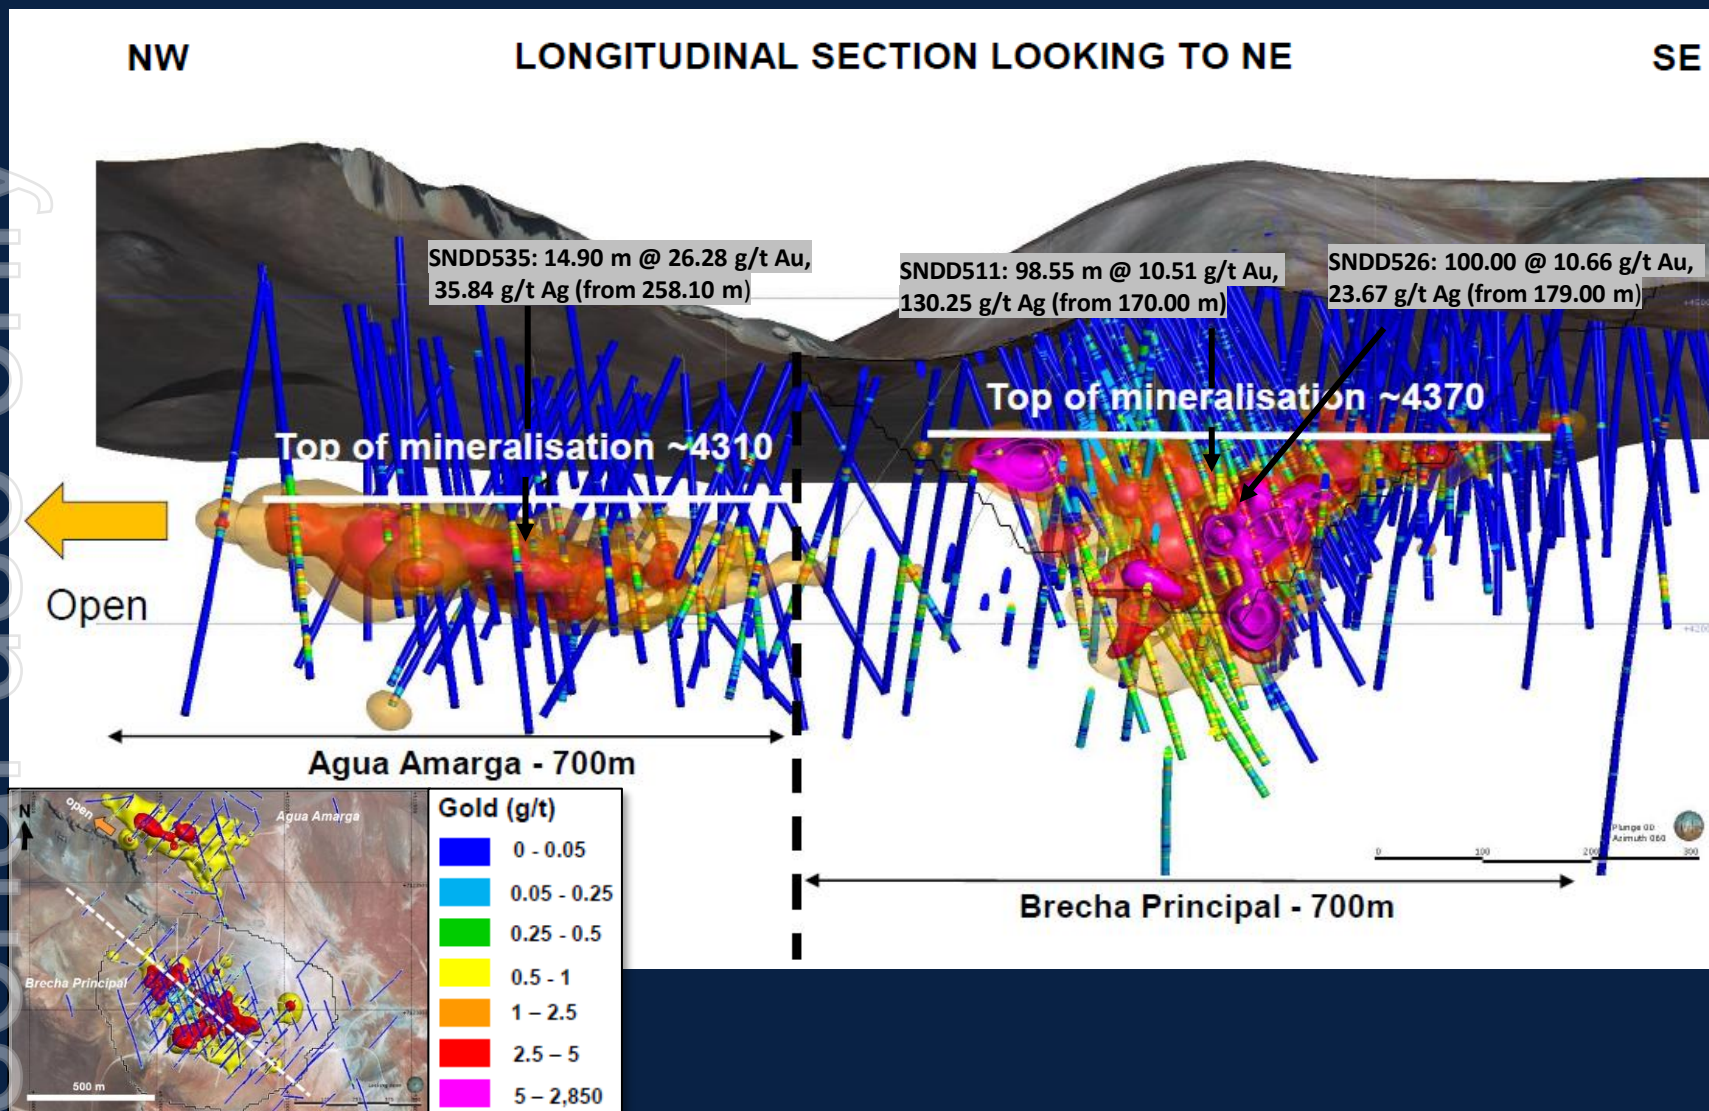 NW
LONGITUDINAL SECTION LOOKING TO NE
SE
SNDD535: 14.90 m @ 26.28 g/t Au,
35.84 g/t Ag (from 258.10 m)
SNDD511: 98.55 m @ 10.51 g/t Au,
130.25 g/t Ag (from 170.00 m)
SNDD526: 100.00 @ 10.66 g/t Au,
23.67 g/t Ag (from 179.00 m)
Top of mineralisation ~4370
Top of mineralisation ~4310
Open
Agua Amarga - 700m
Brecha Principal - 700m
Plunge 00
Azimuth 060
0 100 200 300
N
open
Agua Amarga
Brecha Principal
500 m
Gold (g/t)
0 - 0.05
0.05 - 0.25
0.25 - 0.5
0.5 - 1
1 – 2.5
2.5 – 5
5 – 2,850